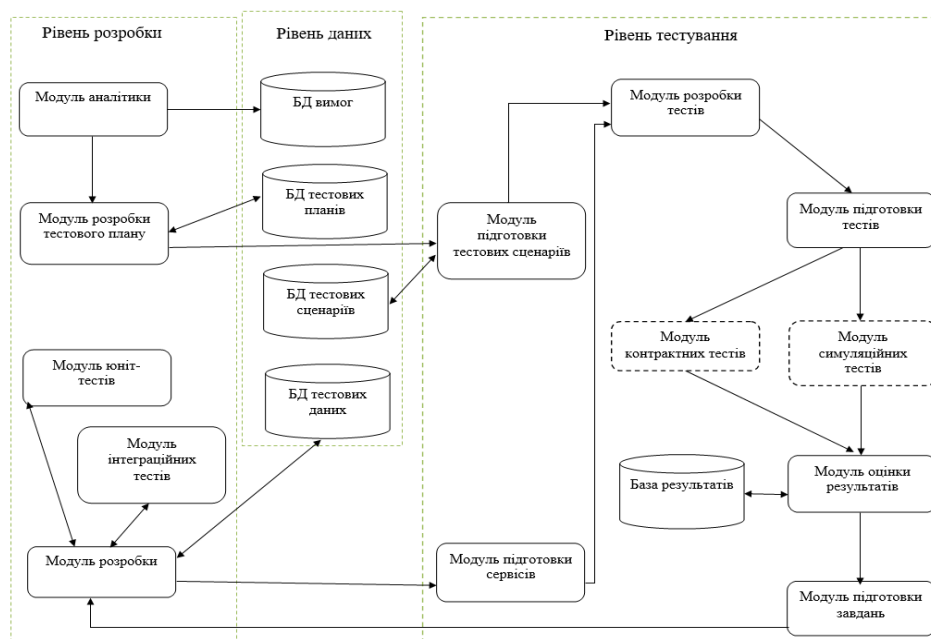 Рівень розробки
Рівень даних
Рівень тестування
Модуль аналітики
БД вимог
Модуль розробки
тестів
БД тестових
планів
Модуль розробки
тестового плану
Модуль
підготовки
тестових сценаріїв
Модуль підготовки
тестів
БД тестових
сценаріїв
Модуль
контрактних тестів
Модуль
симуляційних
тестів
Модуль юніт-
тестів
БД тестових
даних
Модуль
інтеграційних
тестів
База результатів
Модуль оцінки
результатів
Модуль розробки
Модуль підготовки
сервісів
Модуль підготовки
завдань